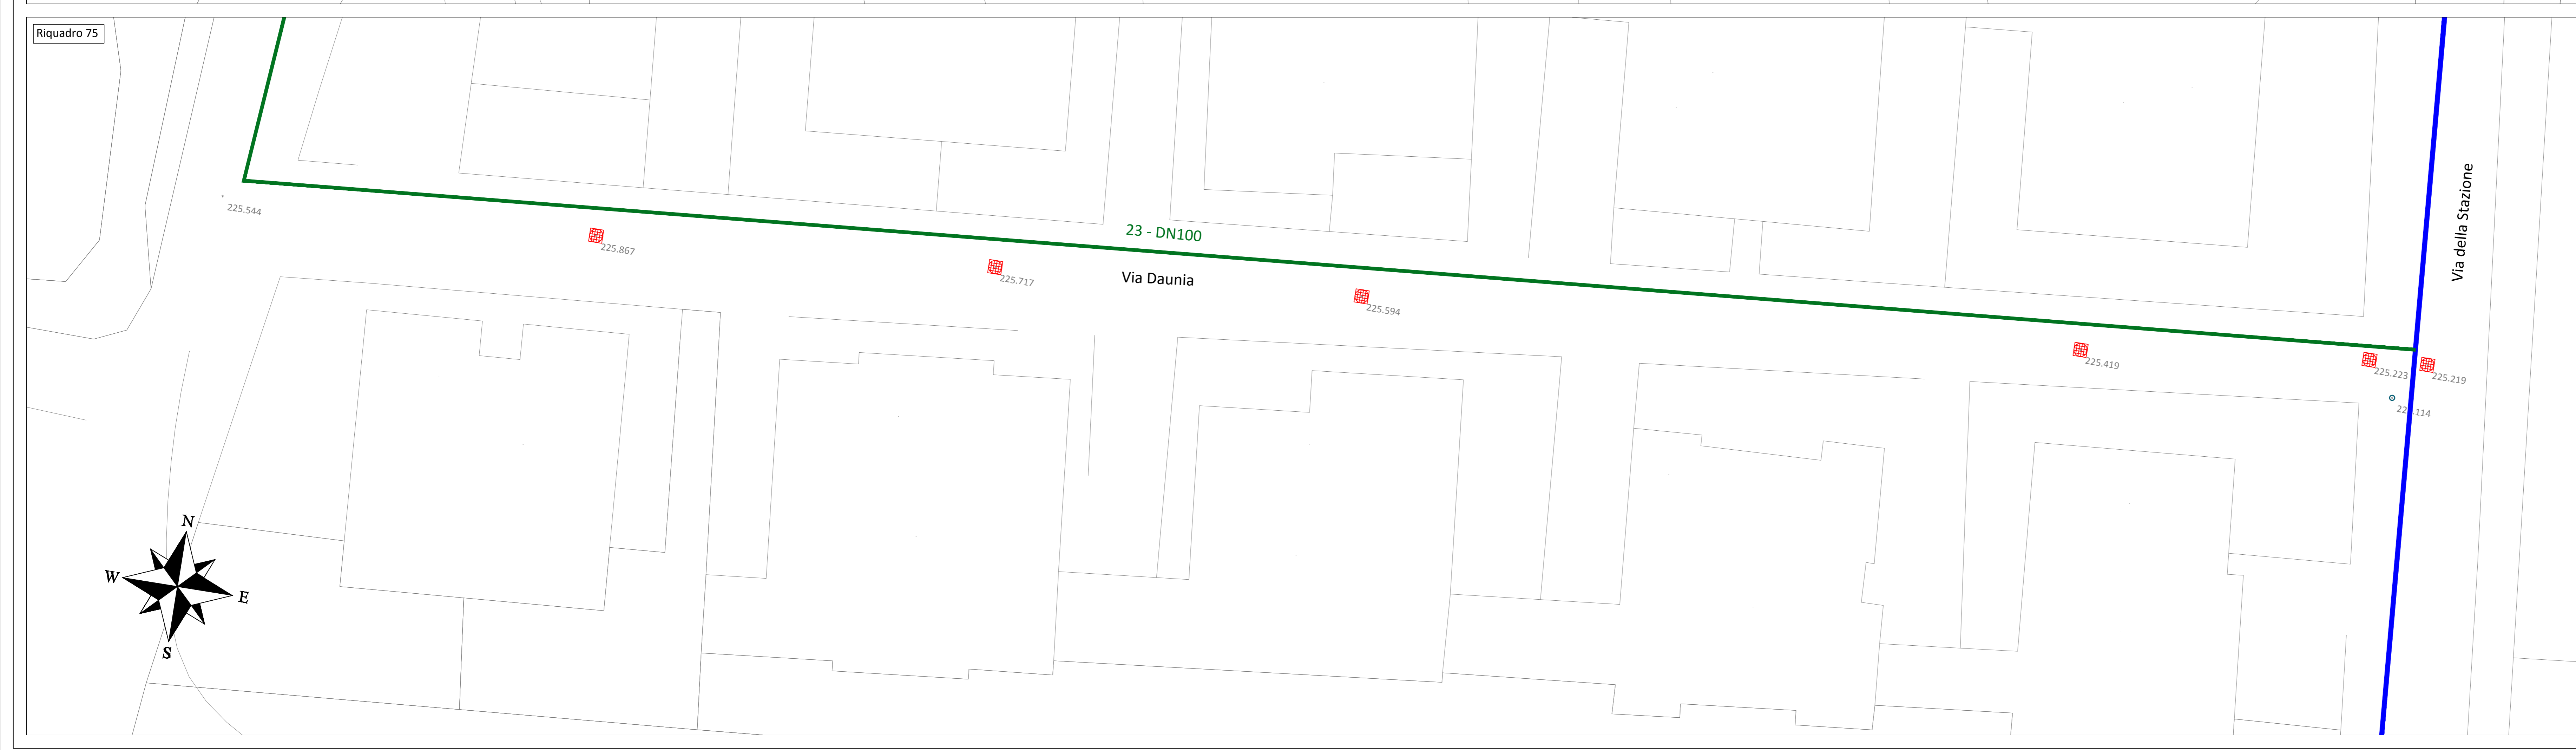 Riquadro 75
225.544
225.867
225.717
23 - DN100
Via Daunia
225.594
225.419
225.223
225.219
Via della Stazione
N
W
E
S